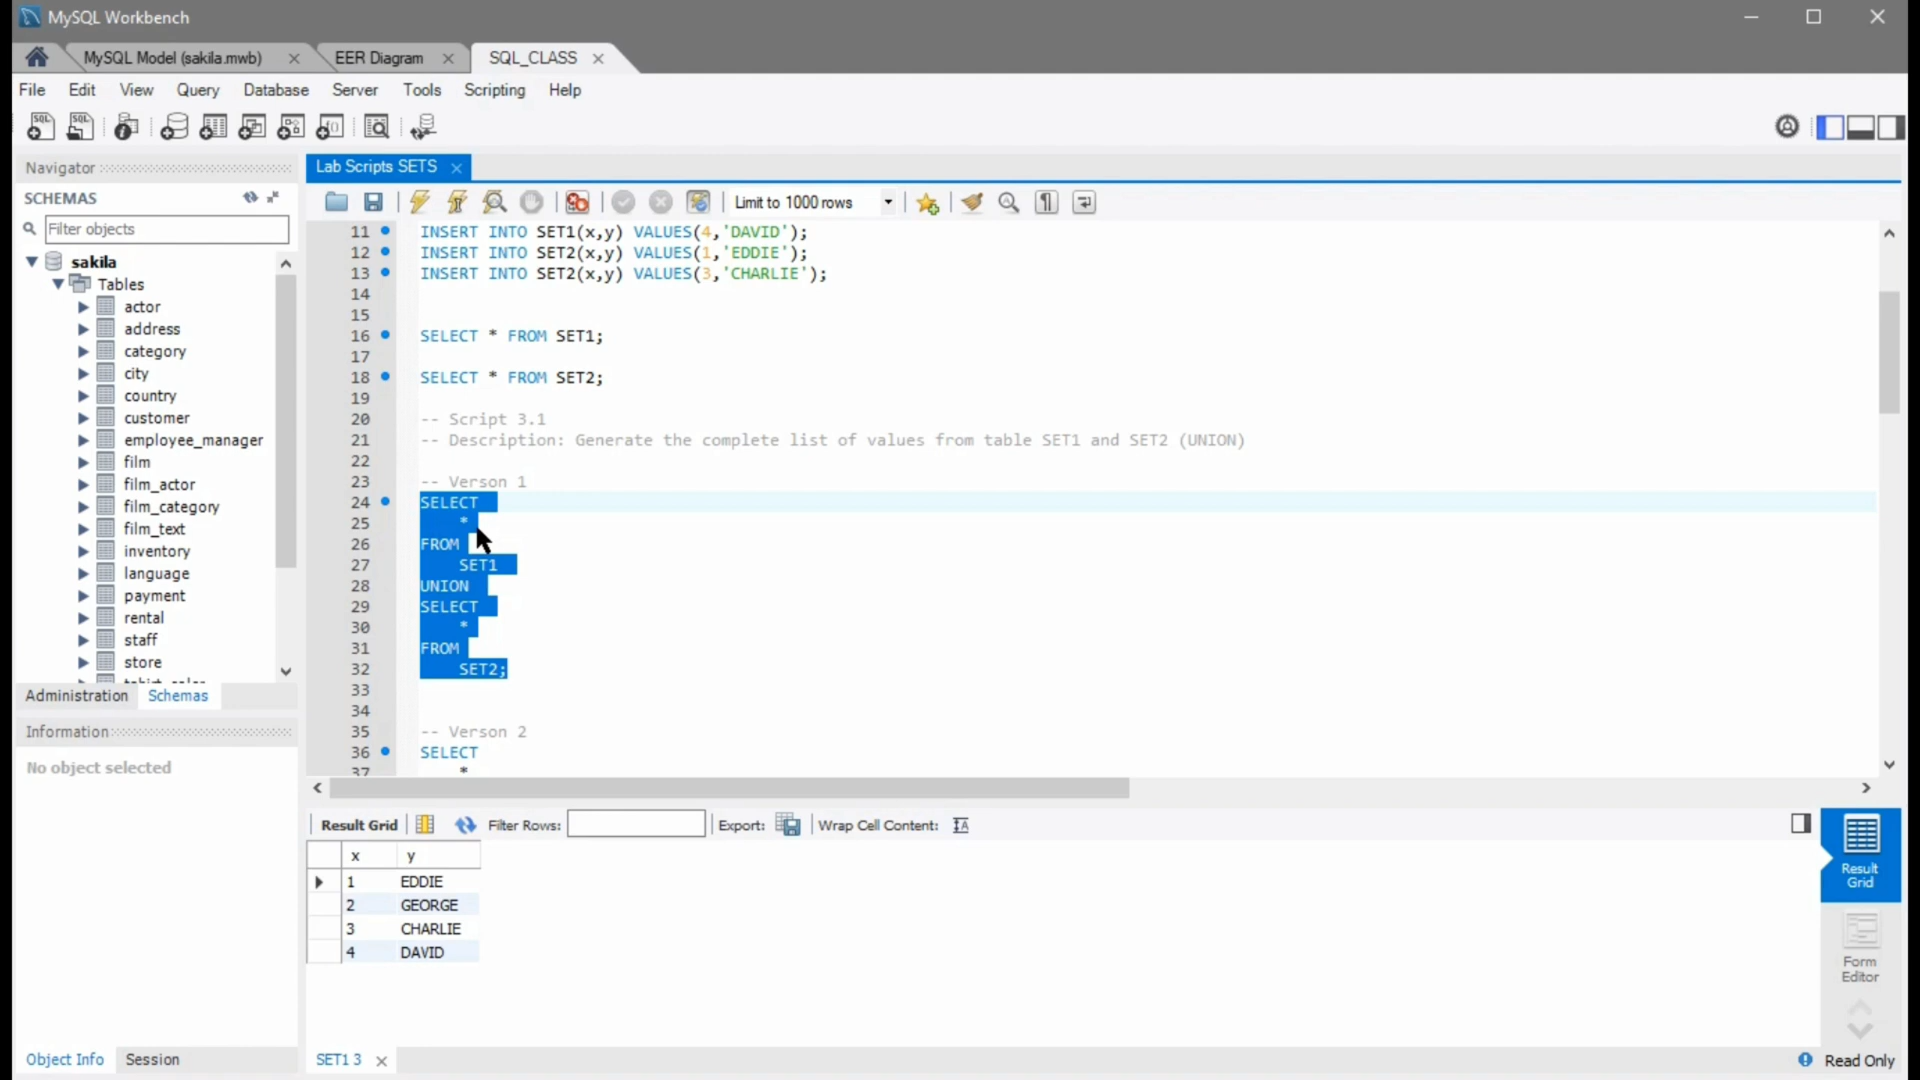 MySQL Workbench
MySQL Model (sakila.mwb)
EER Diagram
SQL_CLASS
File Edit View Query Database Server Tools Scripting Help
Navigator
SCHEMAS
Filter objects
sakila
Tables
actor
address
category
city
country
customer
employee_manager
film
film_actor
film_category
film_text
inventory
language
payment
rental
staff
store
Administration Schemas
Information
No object selected
Object Info Session
Lab Scripts SETS
Limit to 1000 rows
11 INSERT INTO SET1(x,y) VALUES(4,'DAVID');
12 INSERT INTO SET2(x,y) VALUES(1,'EDDIE');
13 INSERT INTO SET2(x,y) VALUES(3,'CHARLIE');
14
15
16 SELECT * FROM SET1;
17
18 SELECT * FROM SET2;
19
20 -- Script 3.1
21 -- Description: Generate the complete list of values from table SET1 and SET2 (UNION)
22
23 -- Verson 1
24 SELECT
25 *
26 FROM
27 SET1
28 UNION
29 SELECT
30 *
31 FROM
32 SET2;
33
34
35 -- Verson 2
36 SELECT
37 *
Result Grid Filter Rows: Export: Wrap Cell Content:
x y
1 EDDIE
2 GEORGE
3 CHARLIE
4 DAVID
Result
Grid
Form
Editor
SET1 3
Read Only